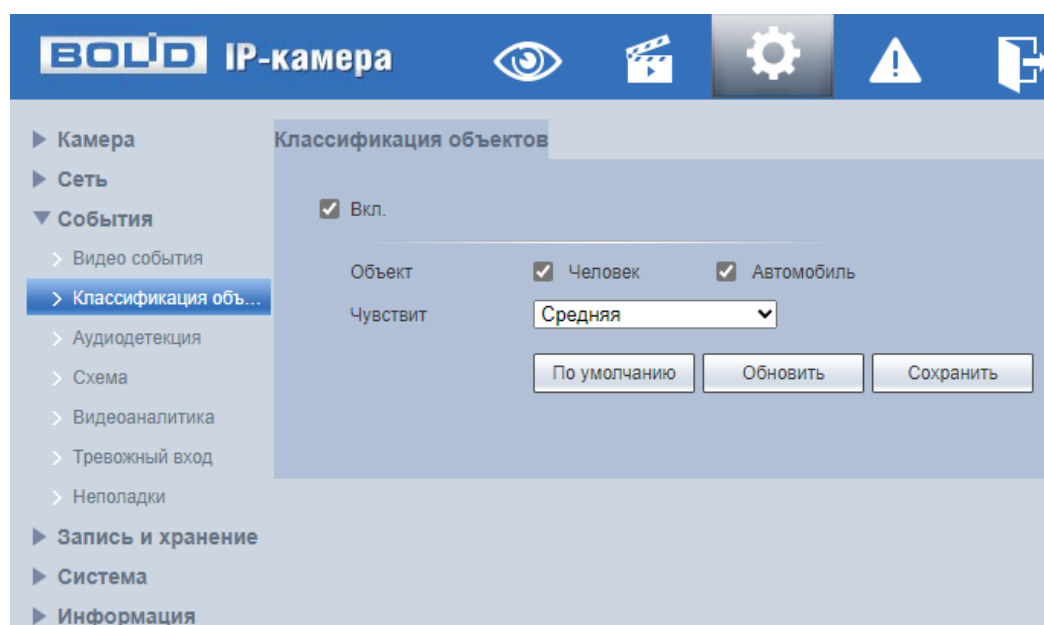 BOLID IP-камера
Камера
Сеть
События
Видео события
Классификация объ...
Аудиодетекция
Схема
Видеоаналитика
Тревожный вход
Неполадки
Запись и хранение
Система
Информация
Классификация объектов
Вкл.
Объект Человек Автомобиль
Чувствит Средняя
По умолчанию Обновить Сохранить